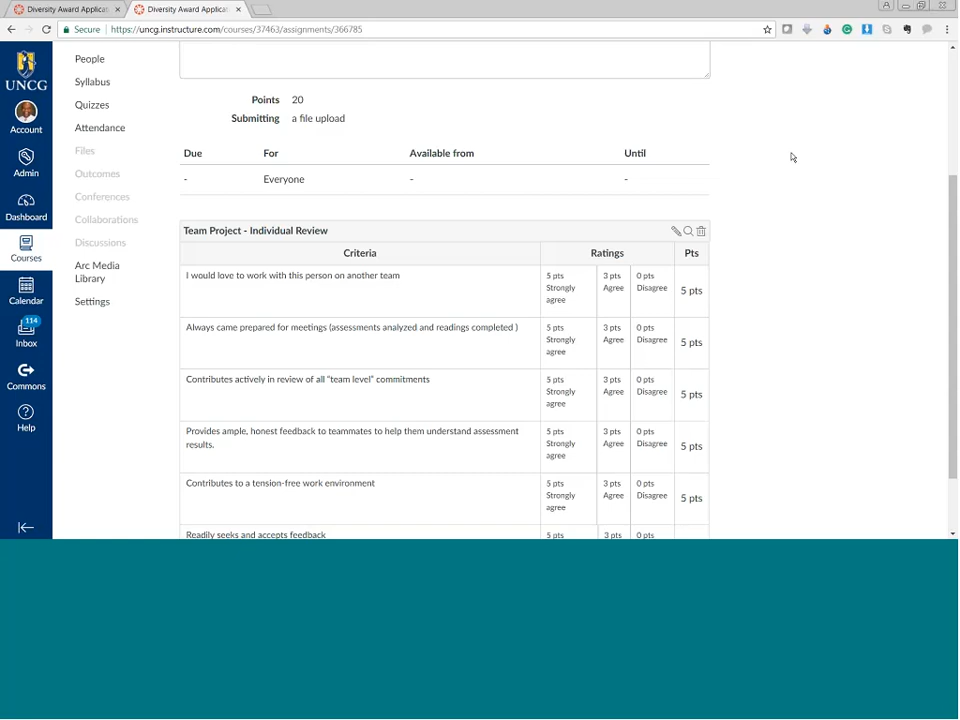 Diversity Award Applicat
Diversity Award Applicat
Secure
https://uncg.instructure.com/courses/37463/assignments/366785
UNCG
Account
Admin
Dashboard
Courses
Calendar
114
Inbox
Commons
Help
People
Syllabus
Quizzes
Attendance
Files
Outcomes
Conferences
Collaborations
Discussions
Arc Media
Library
Settings
Points 20
Submitting a file upload
Due For Available from Until
- Everyone - -
Team Project - Individual Review
Criteria Ratings Pts
I would love to work with this person on another team
5 pts
Strongly
agree
3 pts
Agree
0 pts
Disagree
5 pts
Always came prepared for meetings (assessments analyzed and readings completed )
5 pts
Strongly
agree
3 pts
Agree
0 pts
Disagree
5 pts
Contributes actively in review of all "team level" commitments
5 pts
Strongly
agree
3 pts
Agree
0 pts
Disagree
5 pts
Provides ample, honest feedback to teammates to help them understand assessment
results.
5 pts
Strongly
agree
3 pts
Agree
0 pts
Disagree
5 pts
Contributes to a tension-free work environment
5 pts
Strongly
agree
3 pts
Agree
0 pts
Disagree
5 pts
Readily seeks and accepts feedback
5 pts
3 pts
0 pts